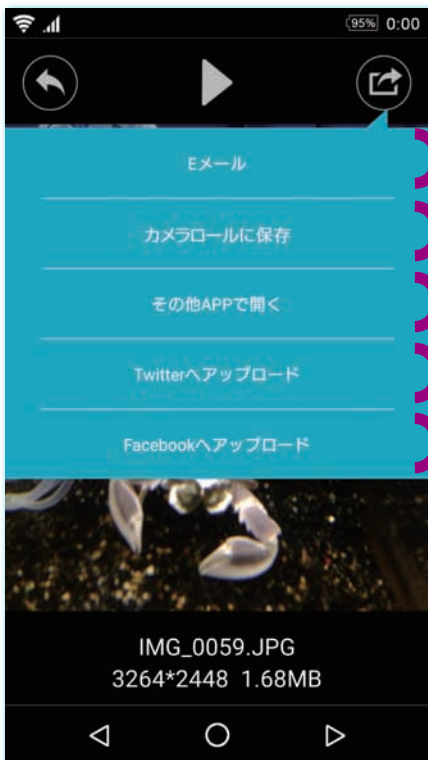 95% 0:00
Eメール
カメラロールに保存
その他APPで開く
Twitterへアップロード
Facebookへアップロード
IMG_0059.JPG
3264*2448 1.68MB